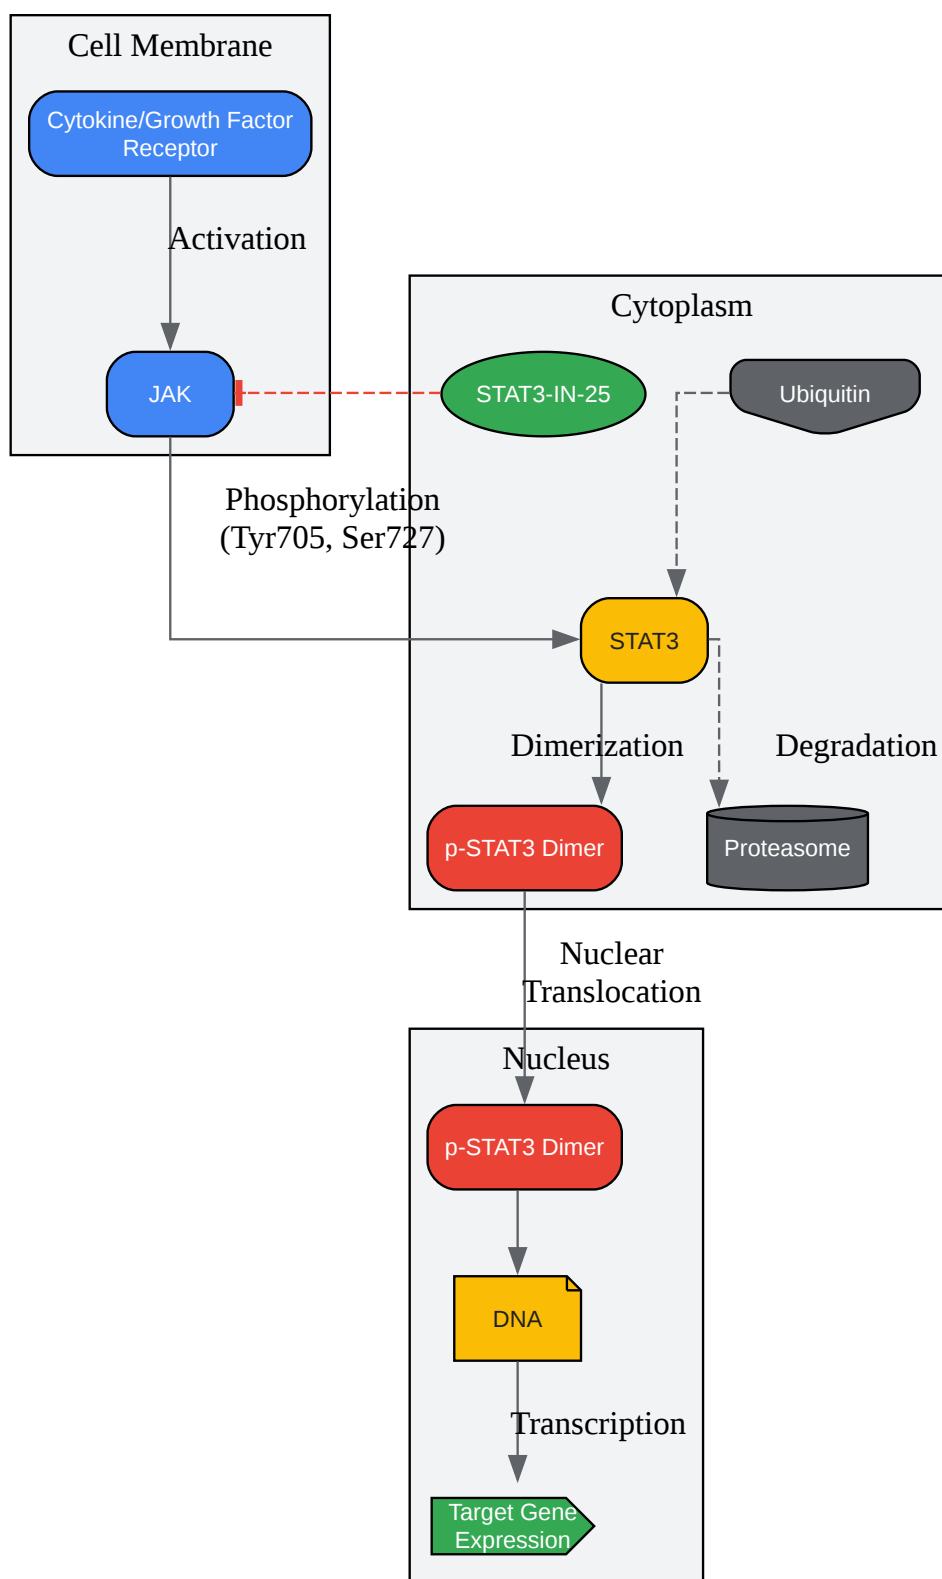 Cell Membrane
Cytokine/Growth Factor
Receptor
Activation
JAK
Cytoplasm
STAT3-IN-25
Ubiquitin
Phosphorylation
(Tyr705, Ser727)
STAT3
Dimerization
Degradation
p-STAT3 Dimer
Proteasome
Nuclear
Translocation
Nucleus
p-STAT3 Dimer
DNA
Transcription
Target Gene
Expression